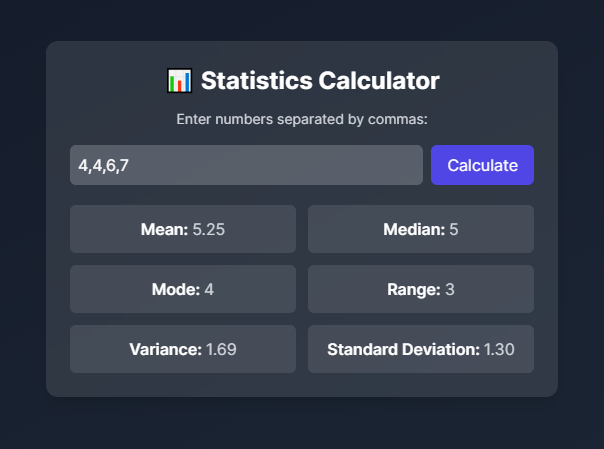 📊 Statistics Calculator
Enter numbers separated by commas:
4,4,6,7
Calculate
Mean: 5.25
Median: 5
Mode: 4
Range: 3
Variance: 1.69
Standard Deviation: 1.30